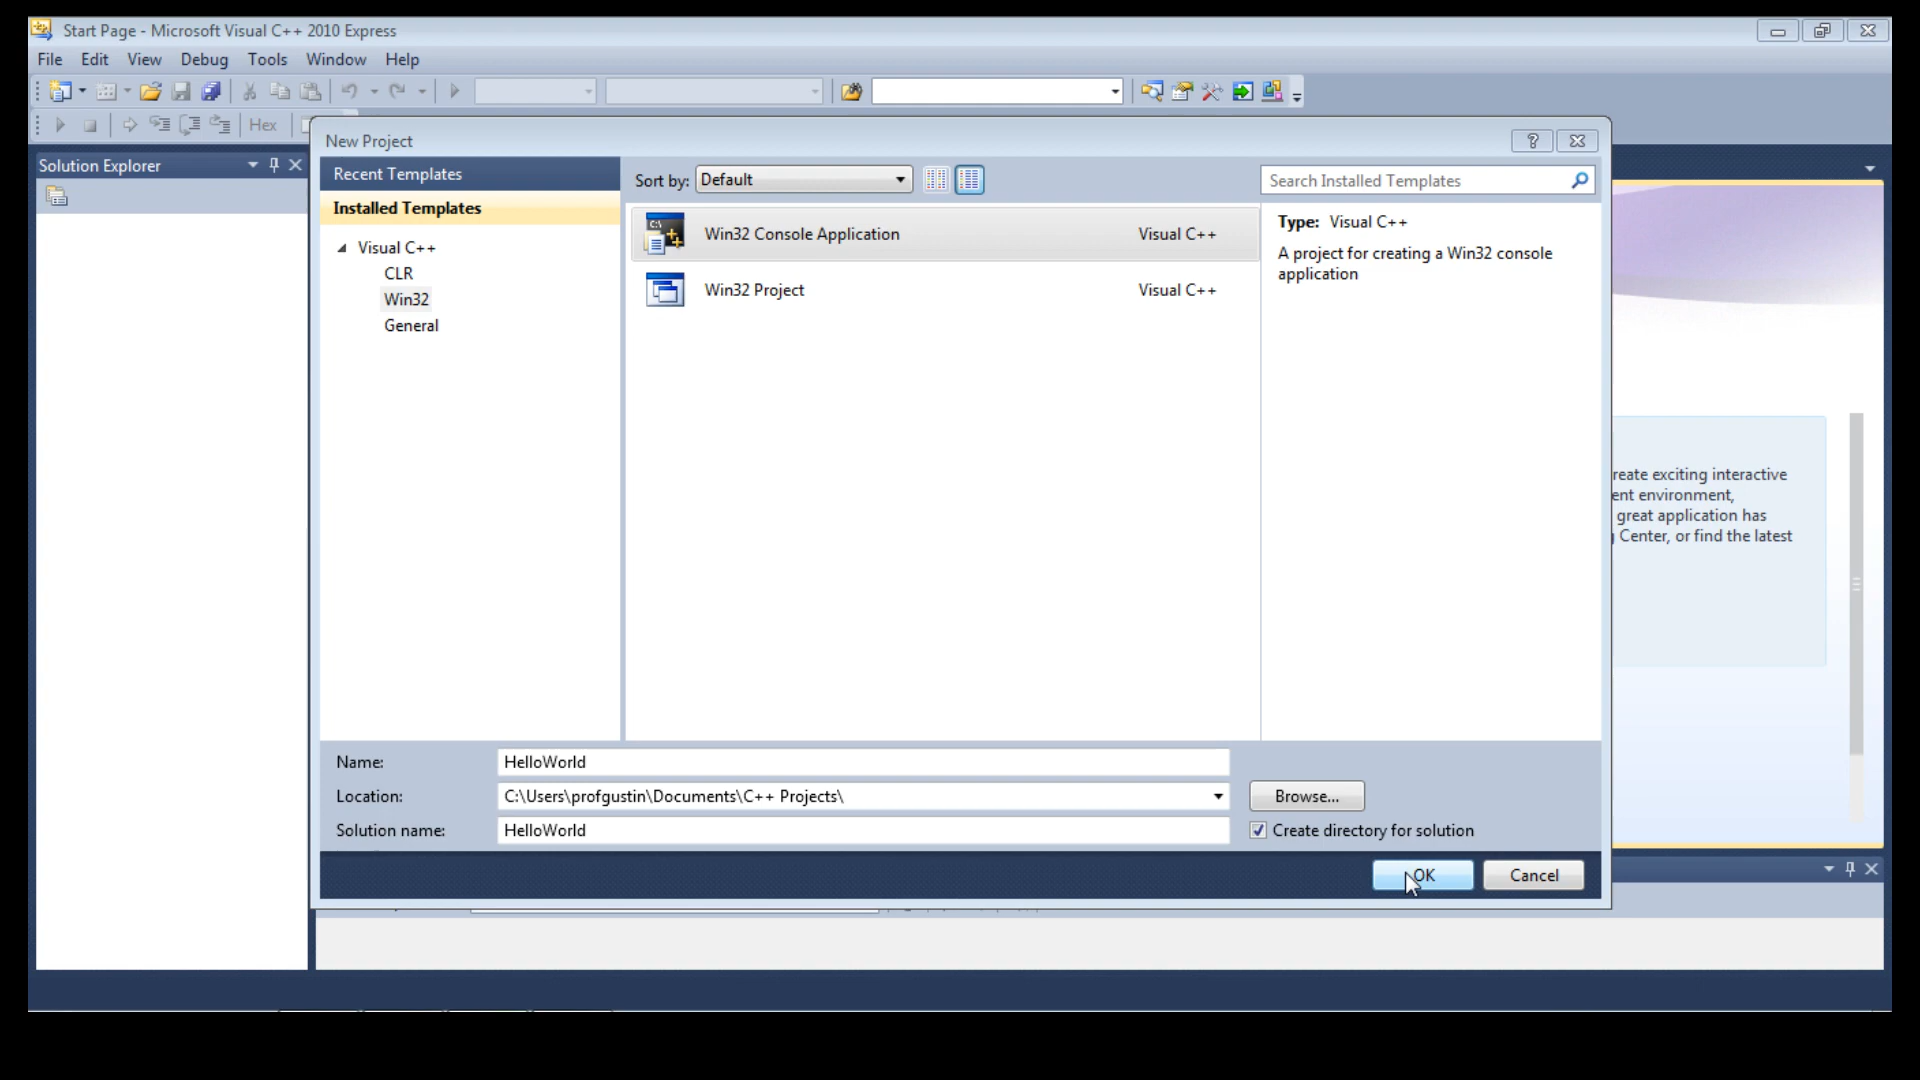 Start Page - Microsoft Visual C++ 2010 Express
File Edit View Debug Tools Window Help
Hex
New Project
Solution Explorer
Recent Templates
Installed Templates
Visual C++
CLR
Win32
General
Sort by: Default
Search Installed Templates
Win32 Console Application Visual C++
Win32 Project Visual C++
Type: Visual C++
A project for creating a Win32 console
application
reate exciting interactive
ent environment,
great application has
Center, or find the latest
Name: HelloWorld
Location: C:\Users\profgustin\Documents\C++ Projects\ Browse...
Solution name: HelloWorld Create directory for solution
OK Cancel